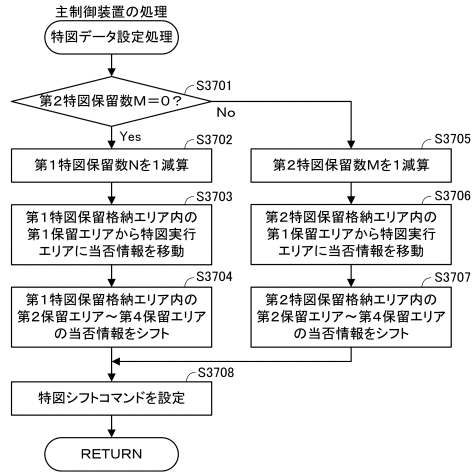 主制御装置の処理
特図データ設定処理
S3701
第2特図保留数M=0?
No
Yes
S3702
第1特図保留数Nを1減算
S3703
第1特図保留格納エリア内の
第1保留エリアから特図実行
エリアに当否情報を移動
S3704
第1特図保留格納エリア内の
第2保留エリア～第4保留エリア
の当否情報をシフト
S3705
第2特図保留数Mを1減算
S3706
第2特図保留格納エリア内の
第1保留エリアから特図実行
エリアに当否情報を移動
S3707
第2特図保留格納エリア内の
第2保留エリア～第4保留エリア
の当否情報をシフト
S3708
特図シフトコマンドを設定
RETURN